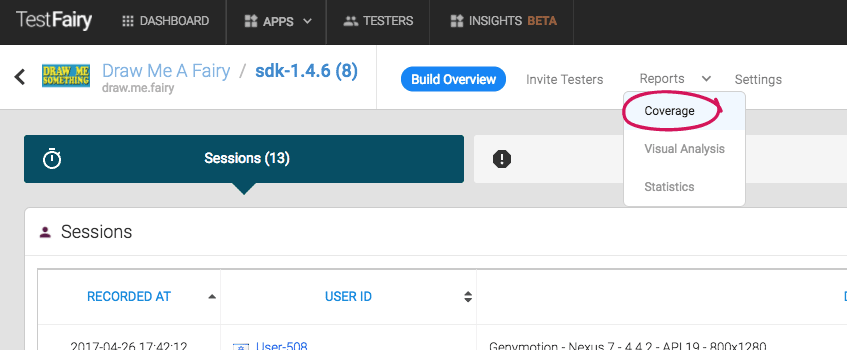 TestFairy DASHBOARD APPS TESTERS INSIGHTS BETA
DRAW ME SOMETHING
Draw Me A Fairy / sdk-1.4.6 (8)
draw.me.fairy
Build Overview Invite Testers Reports Settings
Coverage
Visual Analysis
Statistics
Sessions (13)
Sessions
RECORDED AT USER ID D
2017-04-26 17:42:12 User-508 Genymotion - Nexus 7 - 4.4.2 - API 19 - 800x1280